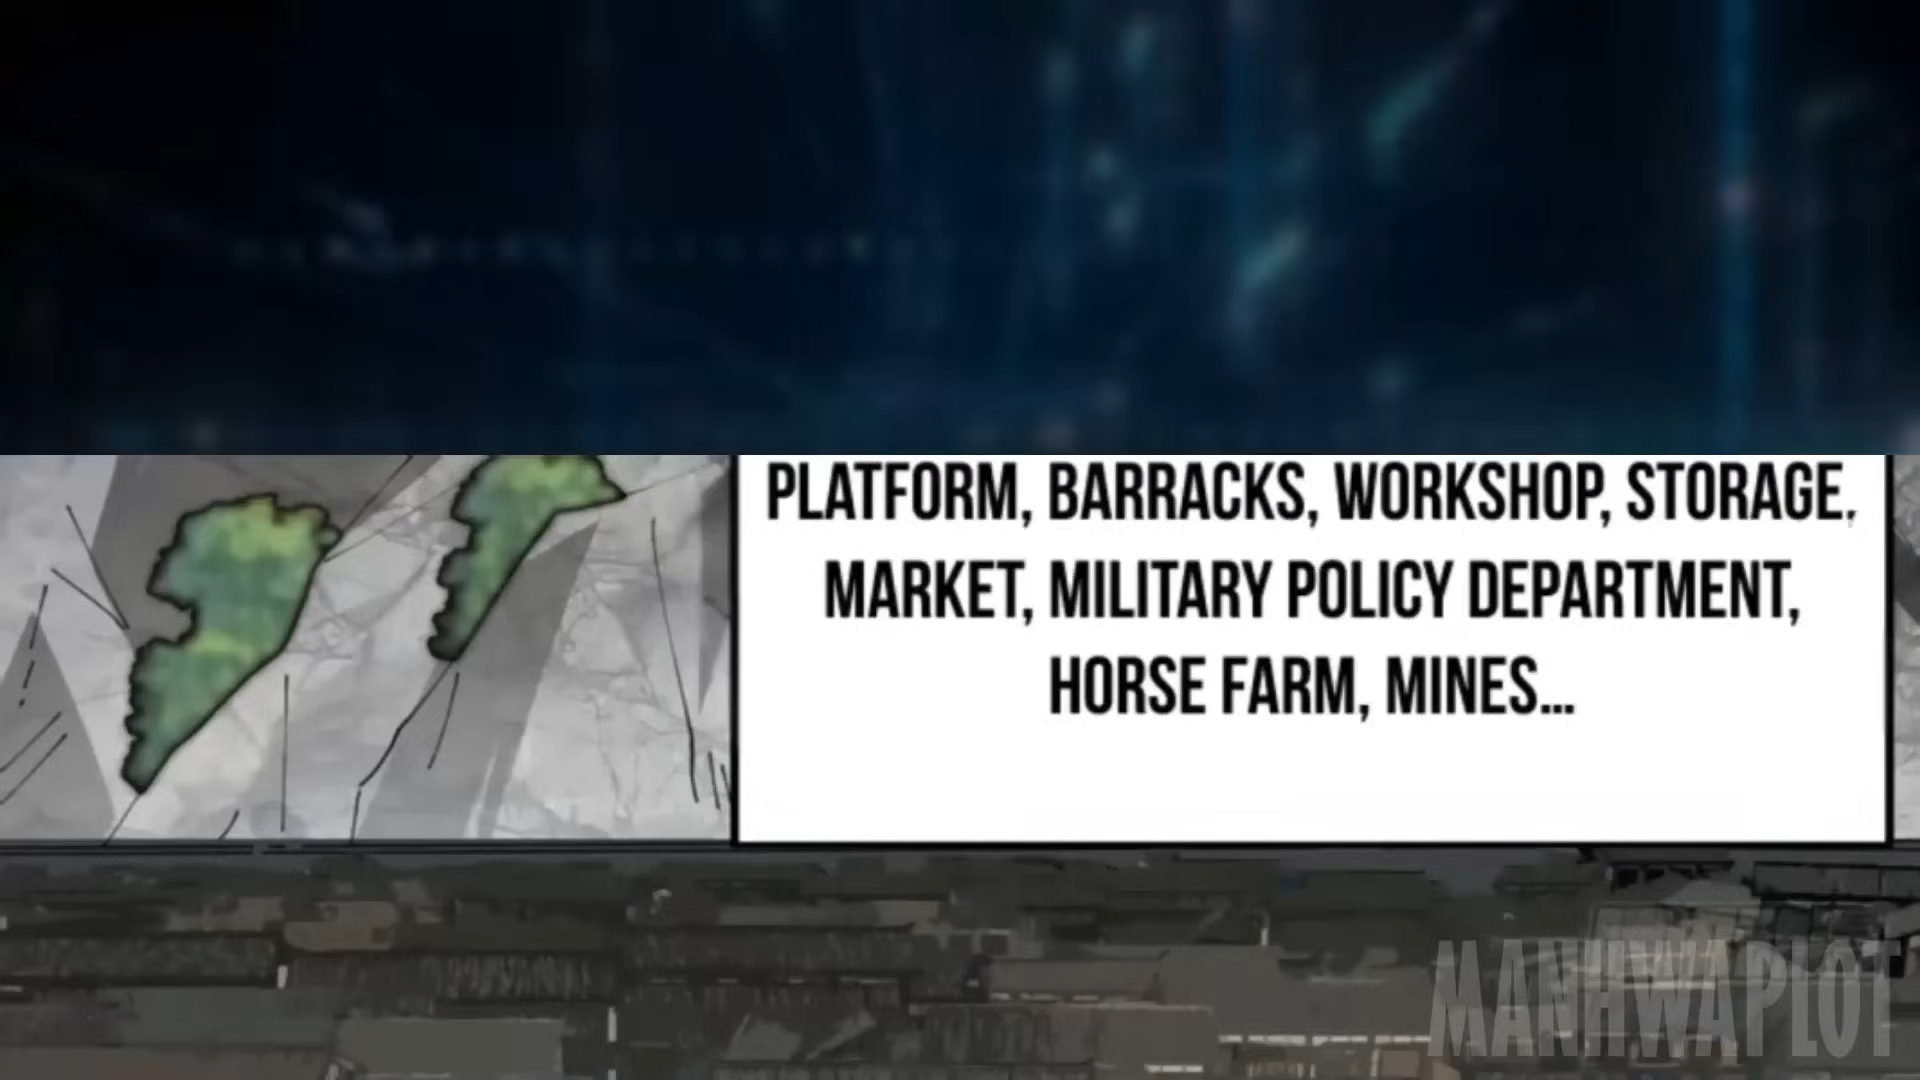 PLATFORM, BARRACKS, WORKSHOP, STORAGE,
MARKET, MILITARY POLICY DEPARTMENT,
HORSE FARM, MINES...
MANHWAPLOT